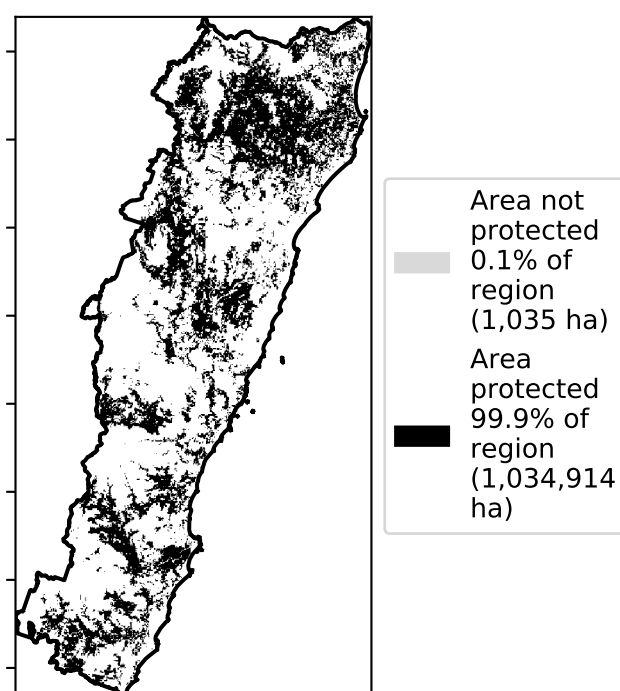 Area not
protected
0.1% of
region
(1,035 ha)
Area
protected
99.9% of
region
(1,034,914
ha)